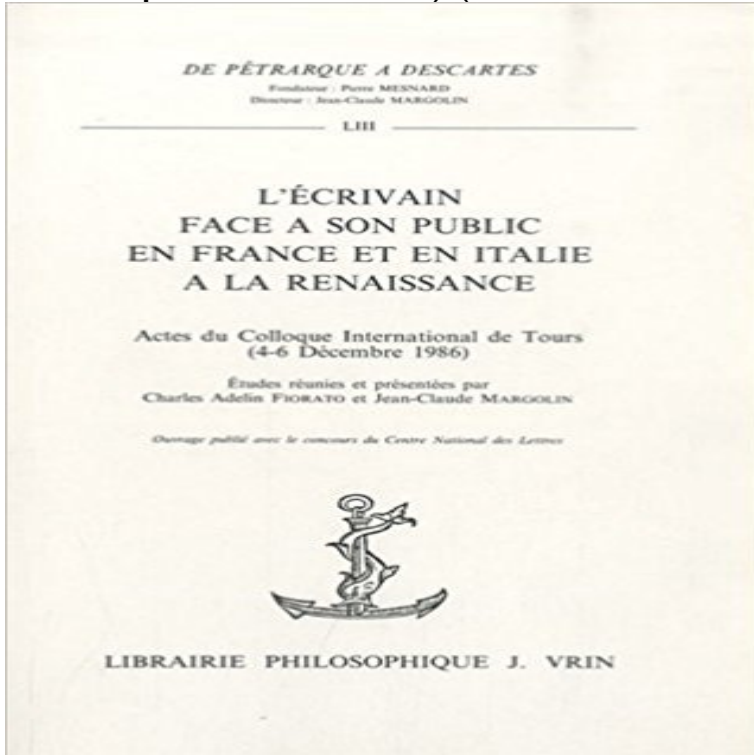 DE PÉTRARQUE A DESCARTES
Fondateur : Pierre MESNARD
Directeur : Jean-Claude MARGOLIN
LIII
L'ÉCRIVAIN
FACE A SON PUBLIC
EN FRANCE ET EN ITALIE
A LA RENAISSANCE
Actes du Colloque International de Tours
(4-6 Décembre 1986)
Études réunies et présentées par
Charles Adelin FIORATO et Jean-Claude MARGOLIN
Ouvrage publié avec le concours du Centre National des Lettres
LIBRAIRIE PHILOSOPHIQUE J. VRIN